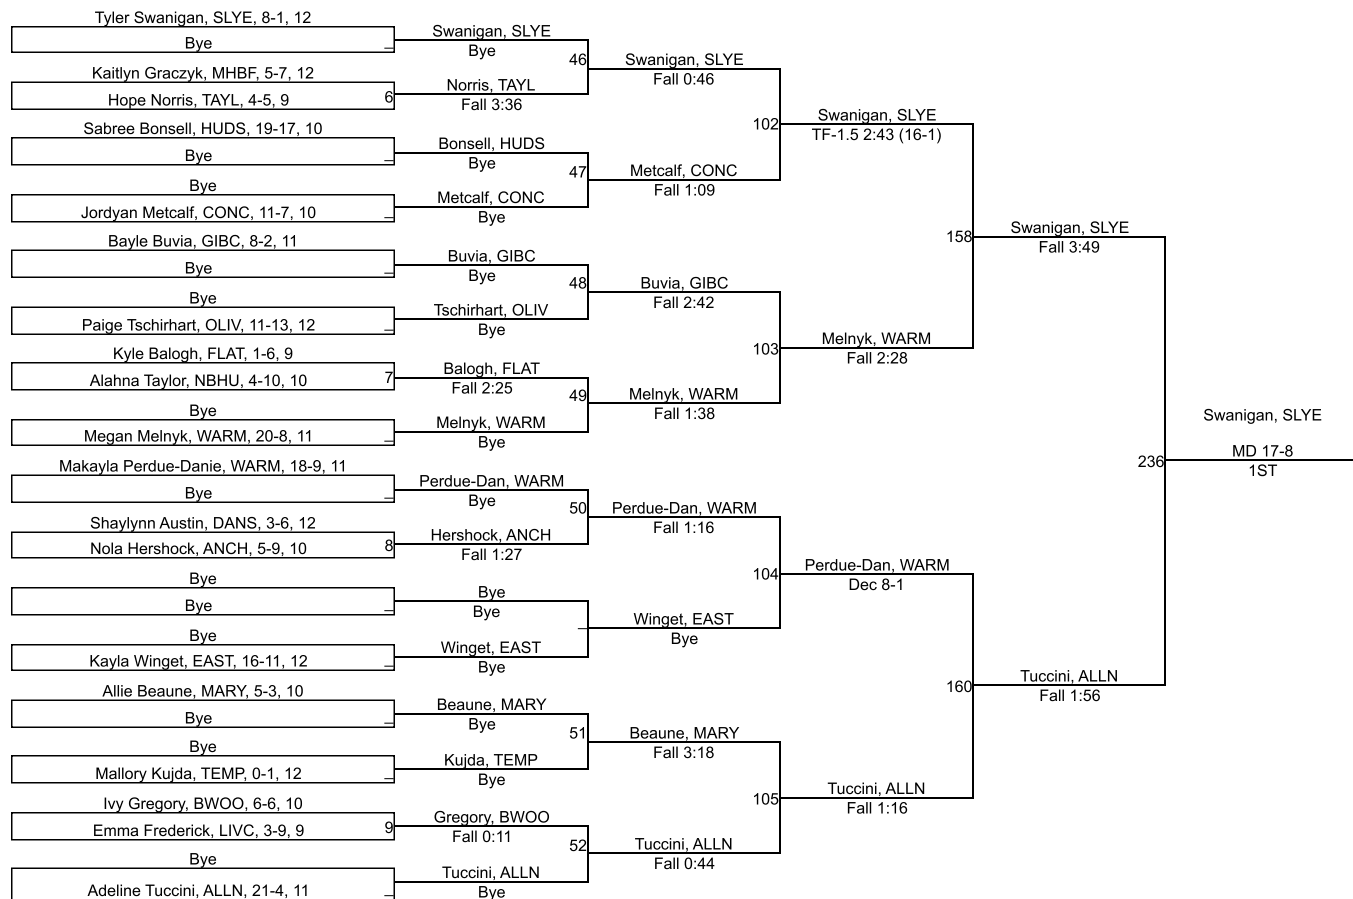 Tyler Swanigan, SLYE, 8-1, 12
Bye
_
Kaitlyn Graczyk, MHBF, 5-7, 12
Hope Norris, TAYL, 4-5, 9
6
Sabree Bonsell, HUDS, 19-17, 10
Bye
_
Bye
Jordyan Metcalf, CONC, 11-7, 10
_
Bayle Buvia, GIBC, 8-2, 11
Bye
_
Bye
Paige Tschirhart, OLIV, 11-13, 12
_
Kyle Balogh, FLAT, 1-6, 9
Alahna Taylor, NBHU, 4-10, 10
7
Bye
Megan Melnyk, WARM, 20-8, 11
_
Makayla Perdue-Danie, WARM, 18-9, 11
Bye
_
Shaylynn Austin, DANS, 3-6, 12
Nola Hershock, ANCH, 5-9, 10
8
Bye
Bye
_
Bye
Kayla Winget, EAST, 16-11, 12
_
Allie Beaune, MARY, 5-3, 10
Bye
_
Bye
Mallory Kujda, TEMP, 0-1, 12
_
Ivy Gregory, BWOO, 6-6, 10
Emma Frederick, LIVC, 3-9, 9
9
Bye
Adeline Tuccini, ALLN, 21-4, 11
_
Swanigan, SLYE
Bye
46
Norris, TAYL
Fall 3:36
Bonsell, HUDS
Bye
47
Metcalf, CONC
Bye
Buvia, GIBC
Bye
48
Tschirhart, OLIV
Bye
Balogh, FLAT
Fall 2:25
49
Melnyk, WARM
Bye
Perdue-Dan, WARM
Bye
50
Hershock, ANCH
Fall 1:27
Bye
Bye
_
Winget, EAST
Bye
Beaune, MARY
Bye
51
Kujda, TEMP
Bye
Gregory, BWOO
Fall 0:11
52
Tuccini, ALLN
Bye
Swanigan, SLYE
Fall 0:46
102
Metcalf, CONC
Fall 1:09
Buvia, GIBC
Fall 2:42
103
Melnyk, WARM
Fall 1:38
Perdue-Dan, WARM
Fall 1:16
104
Winget, EAST
Bye
Beaune, MARY
Fall 3:18
105
Tuccini, ALLN
Fall 0:44
Swanigan, SLYE
TF-1.5 2:43 (16-1)
158
Melnyk, WARM
Fall 2:28
Perdue-Dan, WARM
Dec 8-1
160
Tuccini, ALLN
Fall 1:16
Swanigan, SLYE
Fall 3:49
236
Tuccini, ALLN
Fall 1:56
Swanigan, SLYE
MD 17-8
1ST